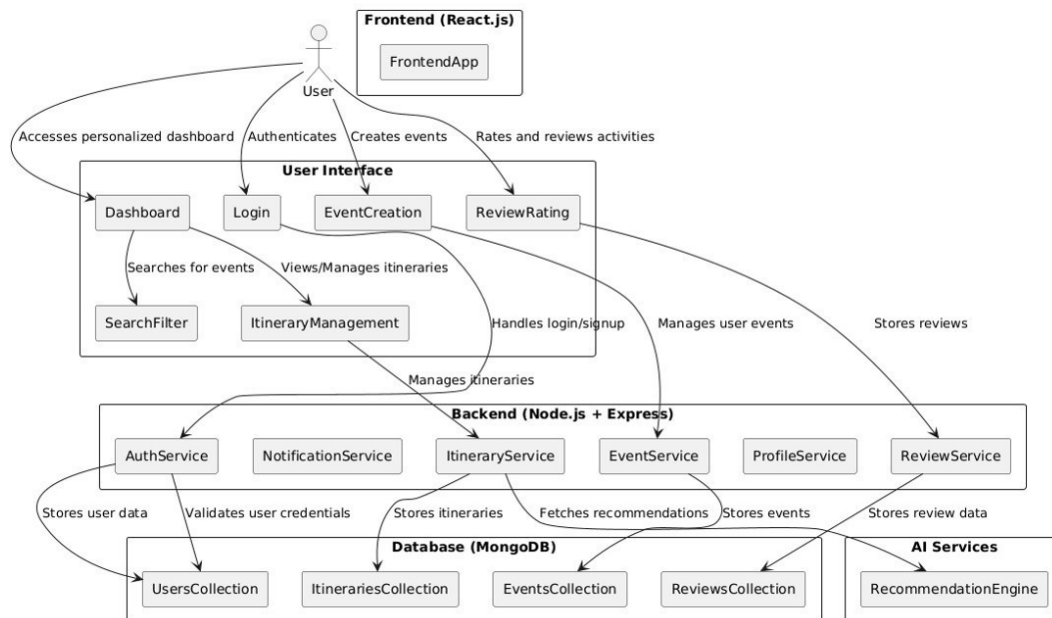 Frontend (React.js)
FrontendApp
User
Accesses personalized dashboard
Authenticates
Creates events
Rates and reviews activities
User Interface
Dashboard
Login
EventCreation
ReviewRating
Searches for events
Views/Manages itineraries
SearchFilter
ItineraryManagement
Handles login/signup
Manages user events
Stores reviews
Manages itineraries
Backend (Node.js + Express)
AuthService
NotificationService
ItineraryService
EventService
ProfileService
ReviewService
Stores user data
Validates user credentials
Stores itineraries
Fetches recommendations
Stores events
Stores review data
Database (MongoDB)
AI Services
UsersCollection
ItinerariesCollection
EventsCollection
ReviewsCollection
RecommendationEngine